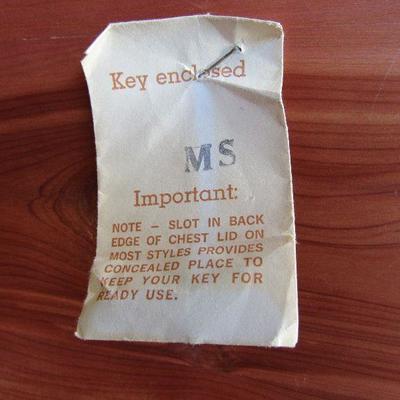 Key enclosed
MS
Important:
NOTE – SLOT IN BACK
EDGE OF CHEST LID ON
MOST STYLES PROVIDES
CONCEALED PLACE TO
KEEP YOUR KEY FOR
READY USE.